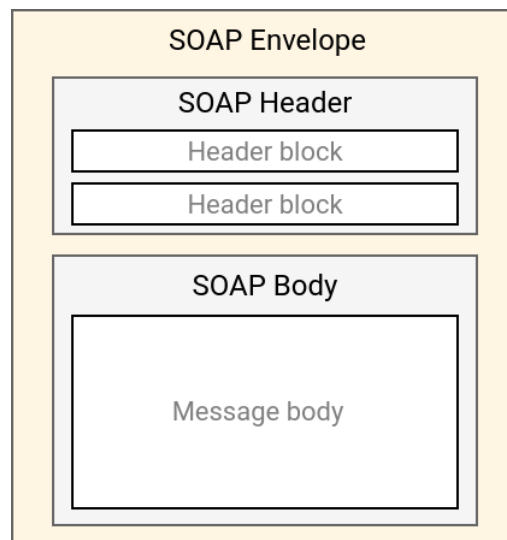 SOAP Envelope
SOAP Header
Header block
Header block
SOAP Body
Message body